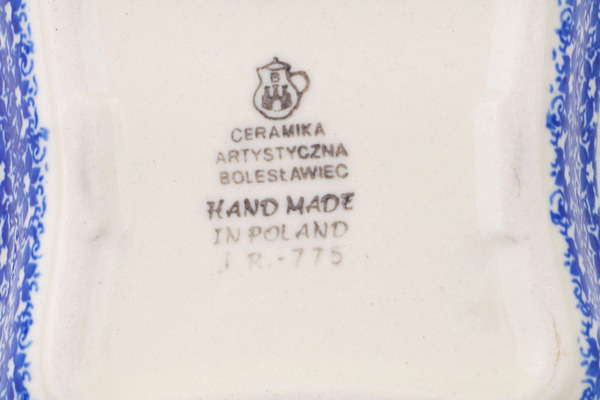 B
CERAMIKA
ARTYSTYCZNA
BOLESŁAWIEC
HAND MADE
IN POLAND
R.-775